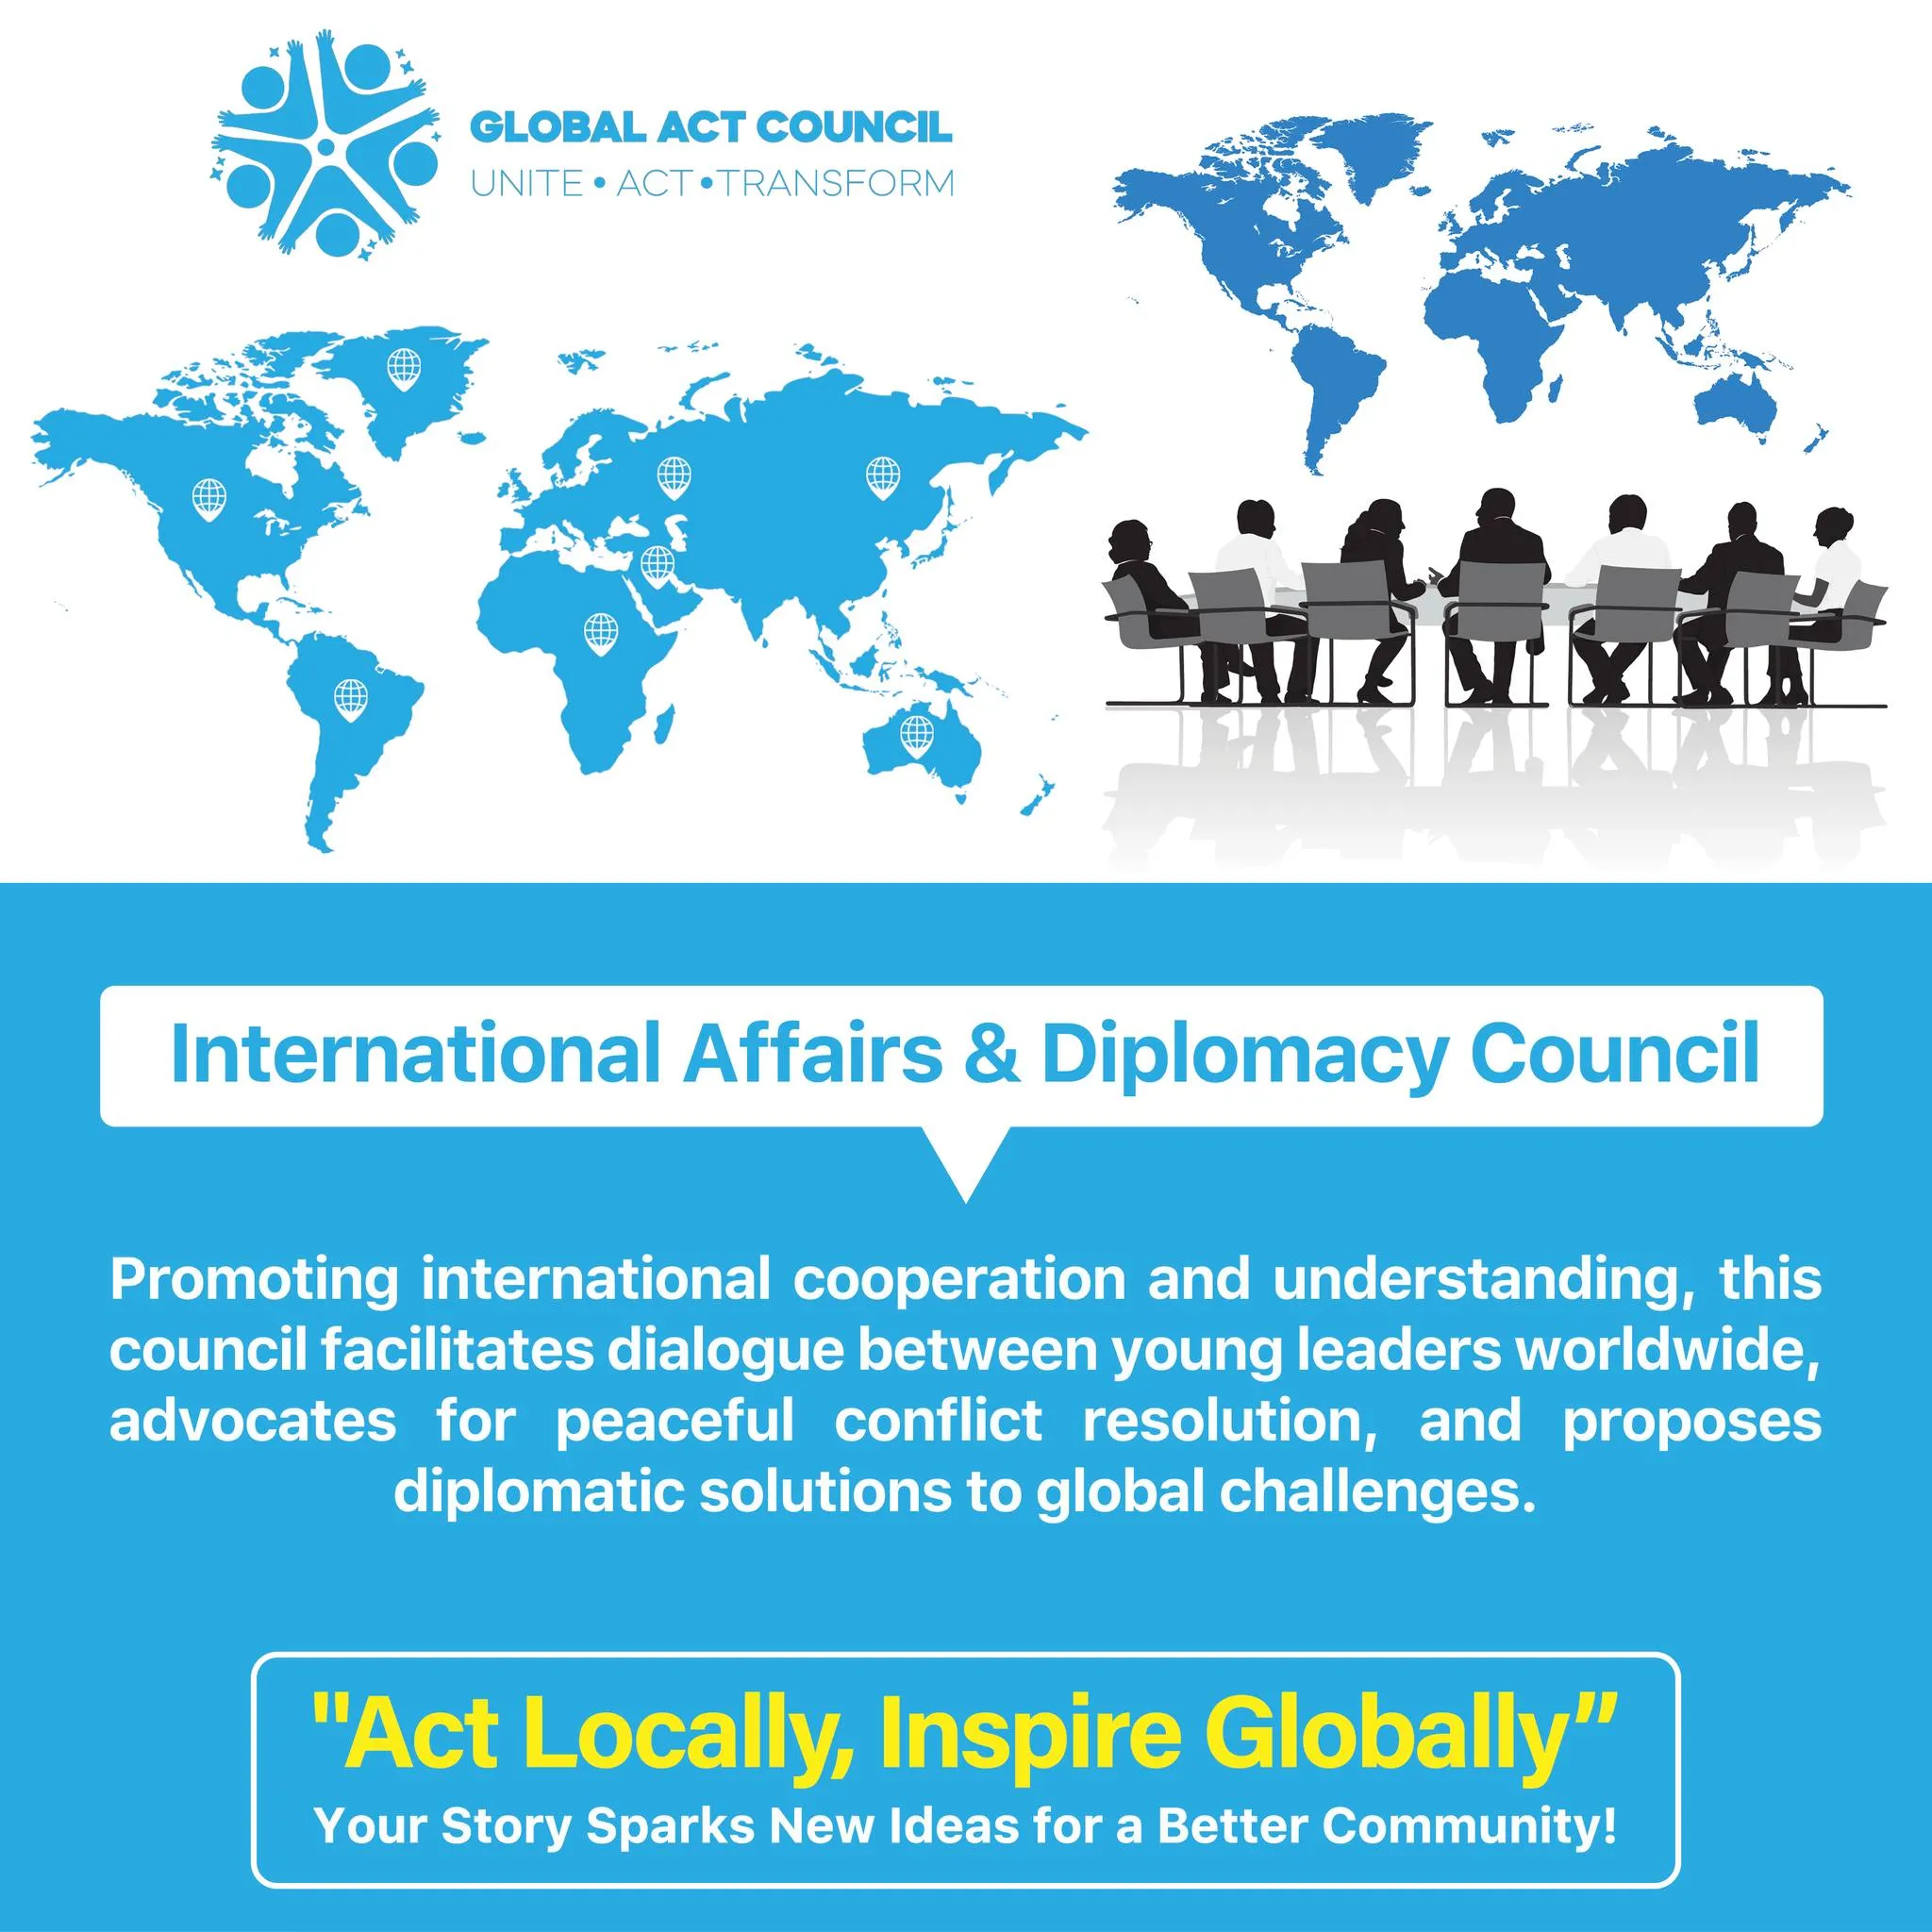 GLOBAL ACT COUNCIL
UNITE • ACT • TRANSFORM
International Affairs & Diplomacy Council
Promoting international cooperation and understanding, this
council facilitates dialogue between young leaders worldwide,
advocates for peaceful conflict resolution, and proposes
diplomatic solutions to global challenges.
"Act Locally, Inspire Globally”
Your Story Sparks New Ideas for a Better Community!